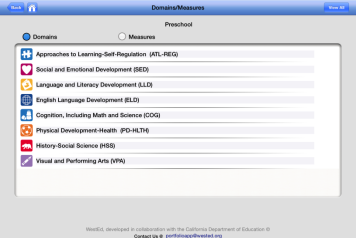 Back
Domains/Measures
View All
Preschool
Domains
Measures
Approaches to Learning-Self-Regulation (ATL-REG)
Social and Emotional Development (SED)
Language and Literacy Development (LLD)
English Language Development (ELD)
Cognition, Including Math and Science (COG)
Physical Development-Health (PD-HLTH)
History-Social Science (HSS)
Visual and Performing Arts (VPA)
WestEd, developed in collaboration with the California Department of Education ©
Contact Us @ portfolioapp@wested.org